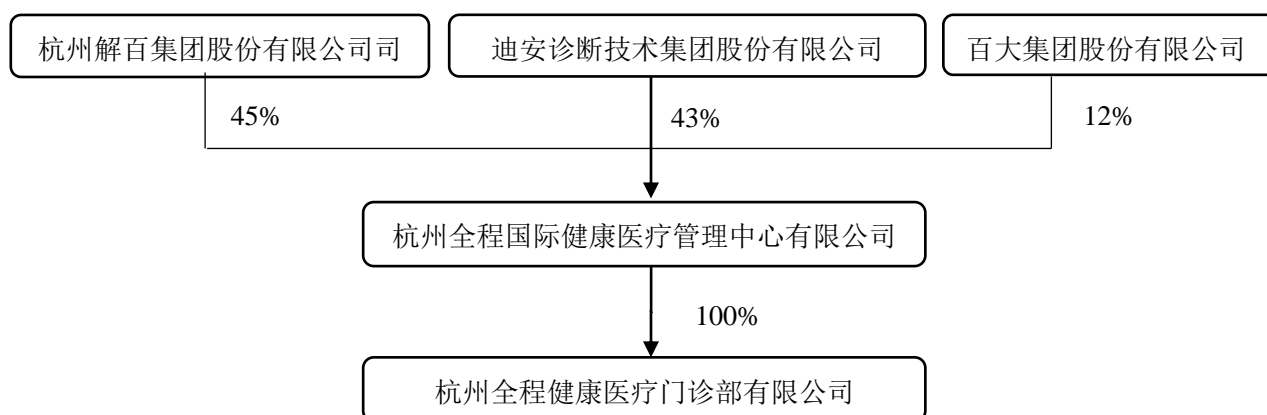 杭州解百集团股份有限公司司
迪安诊断技术集团股份有限公司
百大集团股份有限公司
45%
43%
12%
杭州全程国际健康医疗管理中心有限公司
100%
杭州全程健康医疗门诊部有限公司